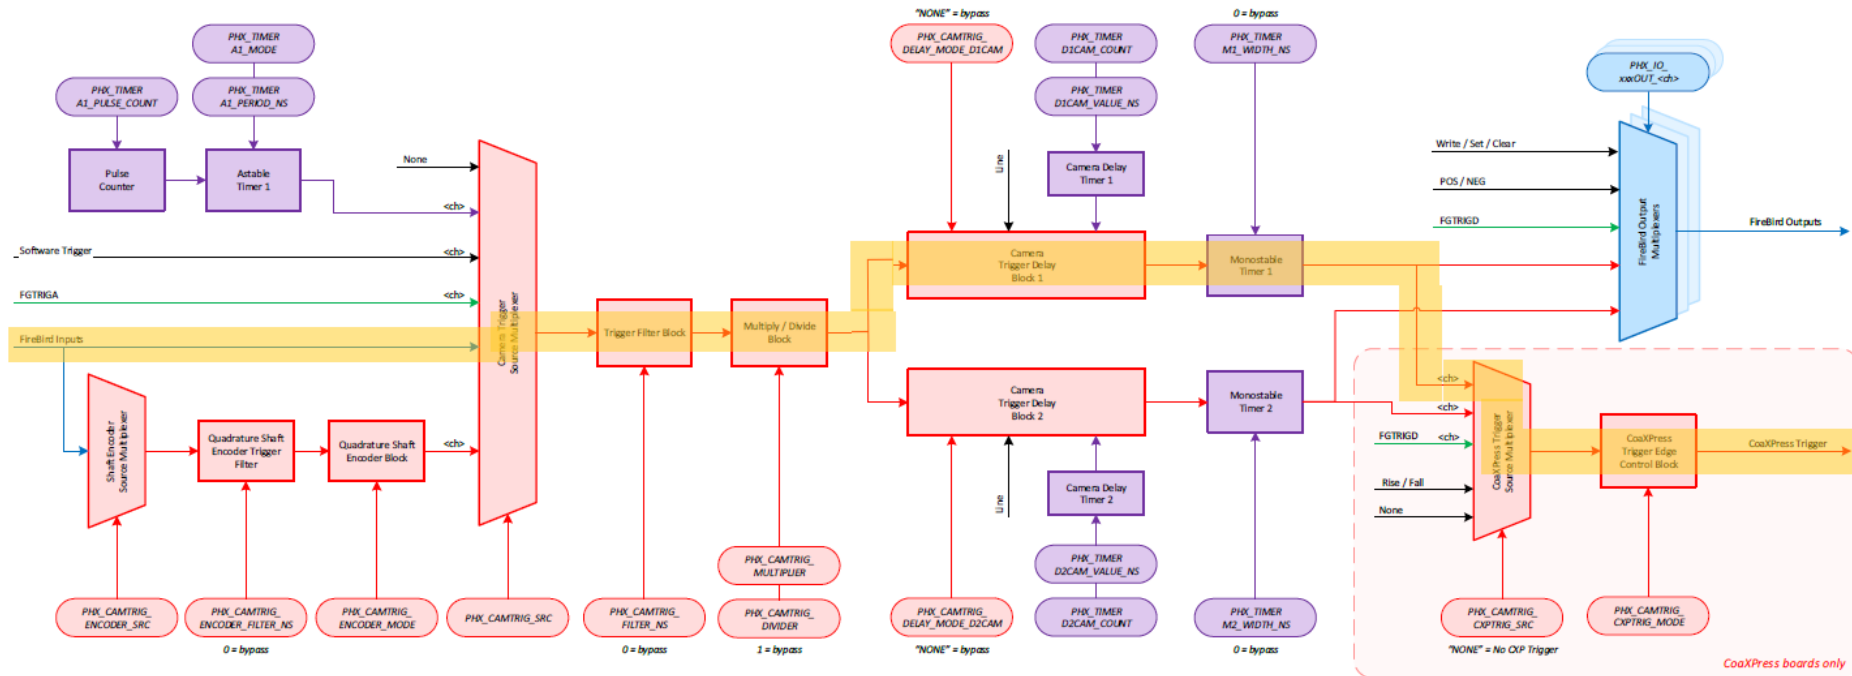 "NONE" = bypass
0 = bypass
PHX_TIMER
A1_MODE
PHX_CAMTRIG_
DELAY_MODE_D1CAM
PHX_TIMER
D1CAM_COUNT
PHX_TIMER
M1_WIDTH_NS
PHX_IO_
xxxOUT_<ch>
PHX_TIMER
A1_PULSE_COUNT
PHX_TIMER
A1_PERIOD_NS
PHX_TIMER
D1CAM_VALUE_NS
Pulse
Counter
Astable
Timer 1
None
<ch>
Line
Camera Delay
Timer 1
Write / Set / Clear
POS / NEG
FGTRIGD
FireBird Output
Multiplexers
FireBird Outputs
Software Trigger
<ch>
FGTRIGA
<ch>
FireBird Inputs
Camera Trigger
Source Multiplexer
Trigger Filter Block
Multiply / Divide
Block
Camera
Trigger Delay
Block 1
Monostable
Timer 1
Camera
Trigger Delay
Block 2
Monostable
Timer 2
Shaft Encoder
Source Multiplexer
Quadrature Shaft
Encoder Trigger
Filter
Quadrature Shaft
Encoder Block
<ch>
Line
Camera Delay
Timer 2
<ch>
<ch>
FGTRIGD
<ch>
Rise / Fall
None
CoaXPress Trigger
Source Multiplexer
CoaXPress
Trigger Edge
Control Block
CoaXPress Trigger
PHX_CAMTRIG_
MULTIPLIER
PHX_TIMER
D2CAM_VALUE_NS
PHX_CAMTRIG_
ENCODER_SRC
PHX_CAMTRIG_
ENCODER_FILTER_NS
PHX_CAMTRIG_
ENCODER_MODE
PHX_CAMTRIG_SRC
PHX_CAMTRIG_
FILTER_NS
PHX_CAMTRIG_
DIVIDER
PHX_CAMTRIG_
DELAY_MODE_D2CAM
PHX_TIMER
D2CAM_COUNT
PHX_TIMER
M2_WIDTH_NS
PHX_CAMTRIG_
CXPTRIG_SRC
PHX_CAMTRIG_
CXPTRIG_MODE
0 = bypass
0 = bypass
1 = bypass
"NONE" = bypass
0 = bypass
"NONE" = No CXP Trigger
CoaXPress boards only